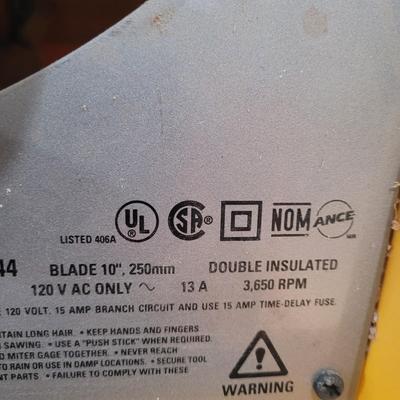 UL SA NOM ANCE
LISTED 406A
44 BLADE 10", 250mm DOUBLE INSULATED
120 V AC ONLY ~ 13 A 3,650 RPM
120 VOLT. 15 AMP BRANCH CIRCUIT AND USE 15 AMP TIME-DELAY FUSE.
LONG HAIR. • KEEP HANDS AND FINGERS
SAWING. • USE A "PUSH STICK" WHEN REQUIRED.
MITER GAGE TOGETHER. • NEVER REACH
TO RAIN OR USE IN DAMP LOCATIONS. • SECURE TOOL
PARTS • FAILURE TO COMPLY WITH THESE
WARNING